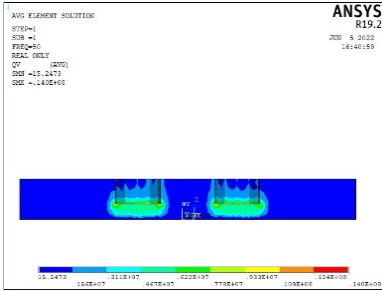 1
AVG ELEMENT SOLUTION
STEP=1
SUB =1
FREQ=50
REAL ONLY
QV (AVG)
SMN =15.2473
SMX =.140E+08
ANSYS
R19.2
JUN 5 2022
16:40:59
15.2473 .311E+07 .622E+07 .933E+07 .124E+08
.156E+07 .467E+07 .778E+07 .109E+08 .140E+08